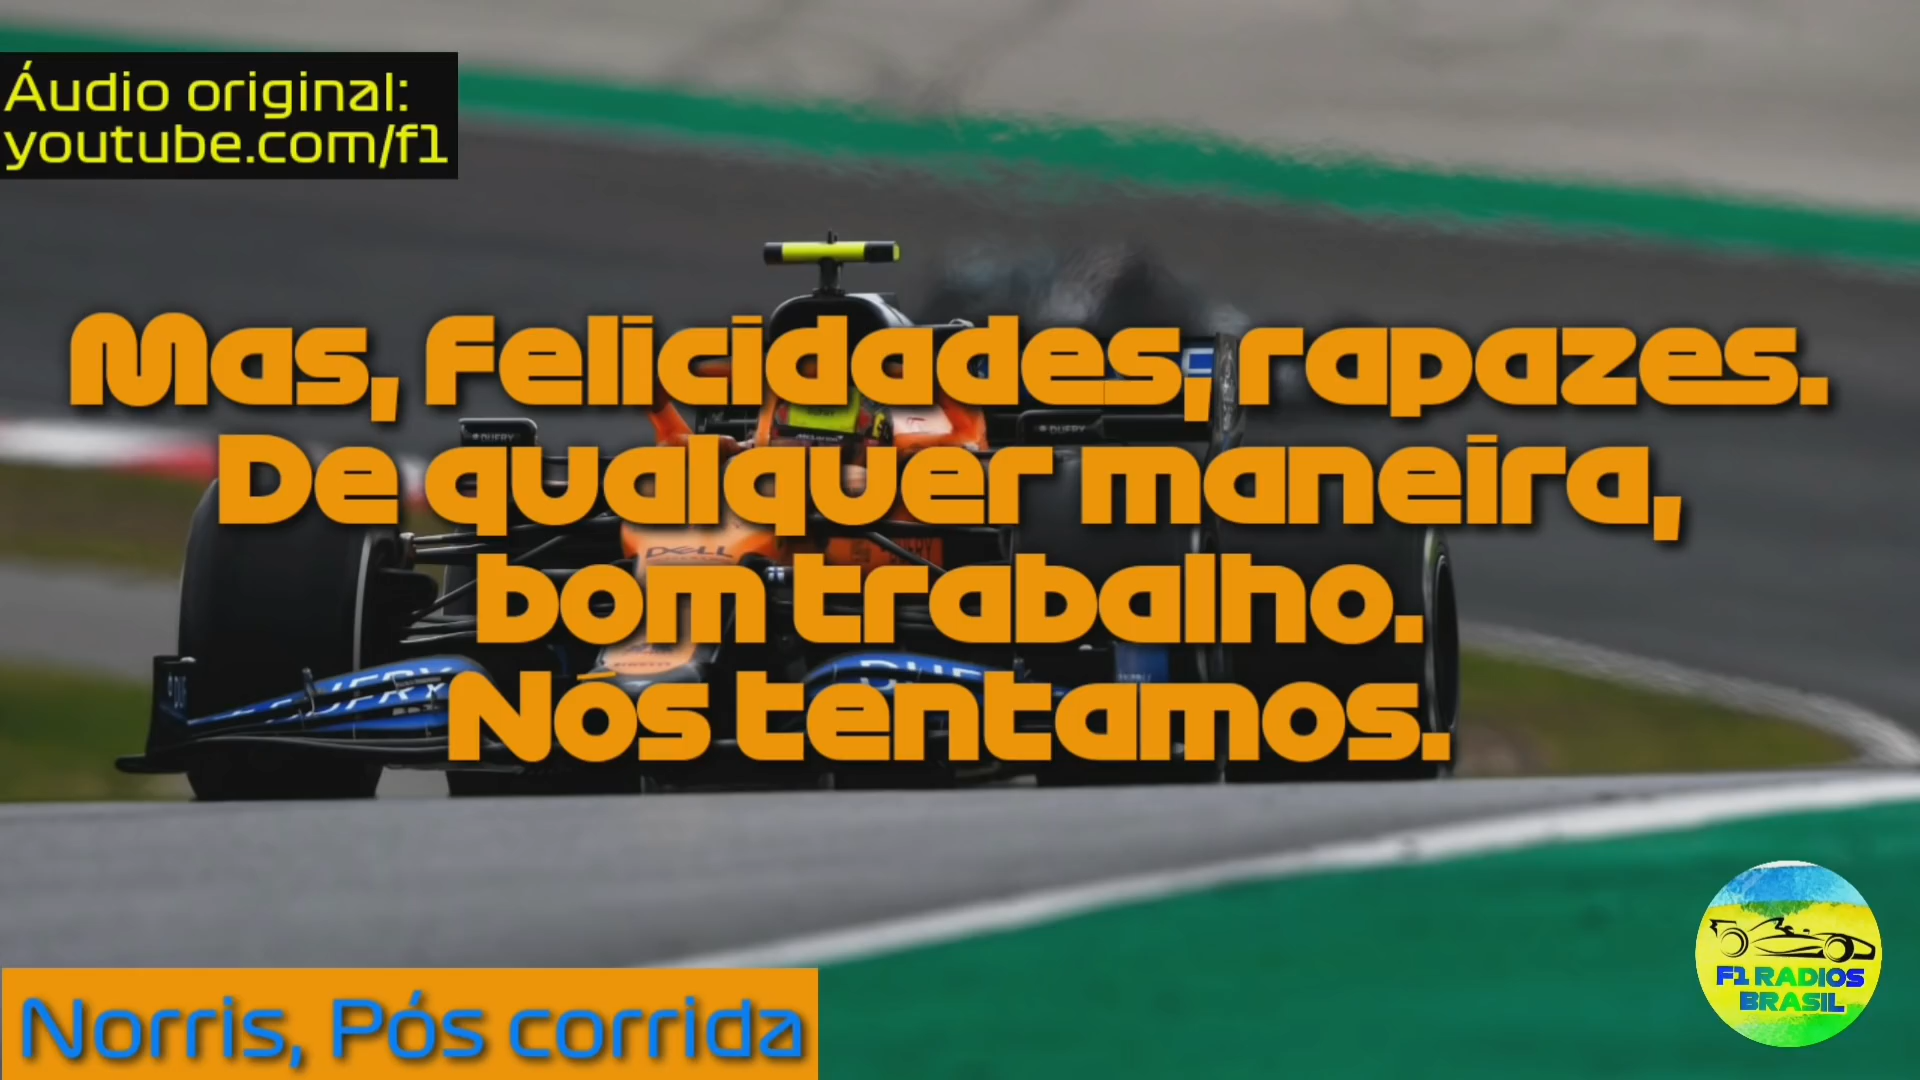 Áudio original:
youtube.com/f1
Mas, felicidades, rapazes.
De qualquer maneira,
bom trabalho.
Nós tentamos.
DELL
Norris, Pós corrida
F1 RADIOS
BRASIL